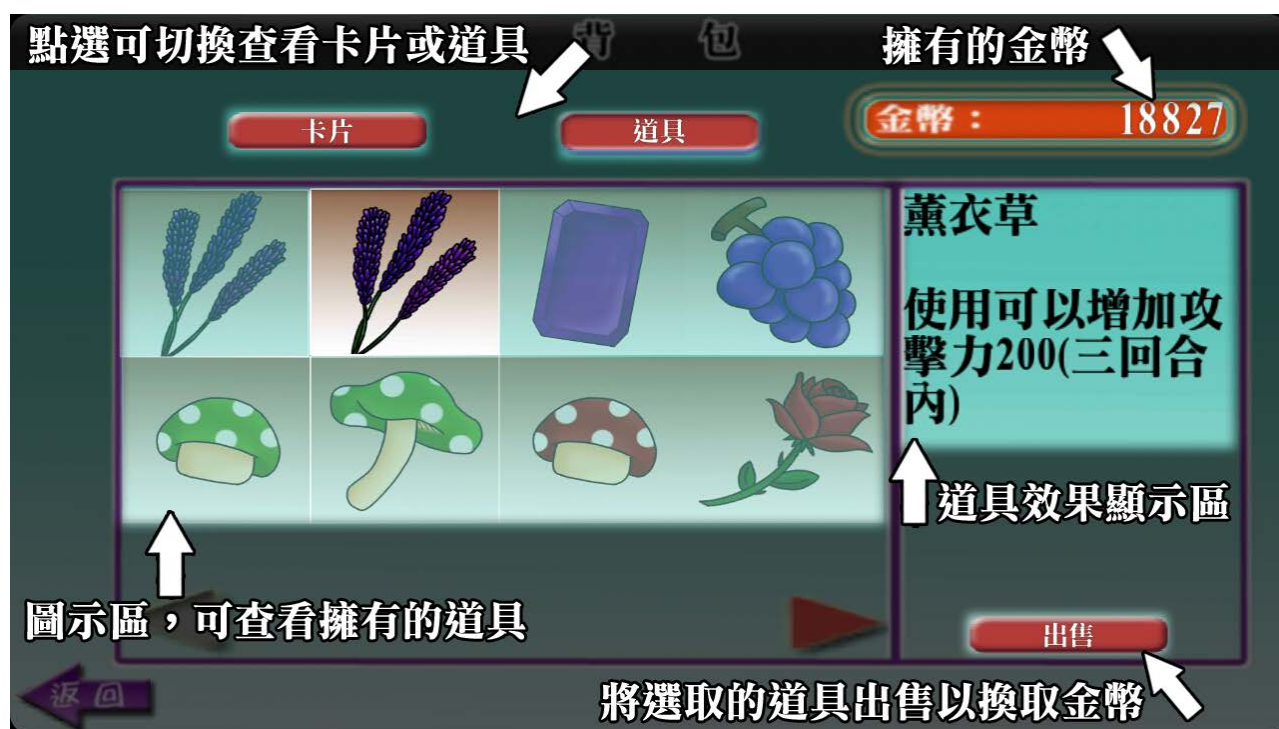 背 包
點選可切換查看卡片或道具
擁有的金幣
卡片
道具
金幣： 18827
薰衣草
使用可以增加攻
擊力200(三回合
內)
道具效果顯示區
圖示區，可查看擁有的道具
出售
返回
將選取的道具出售以換取金幣